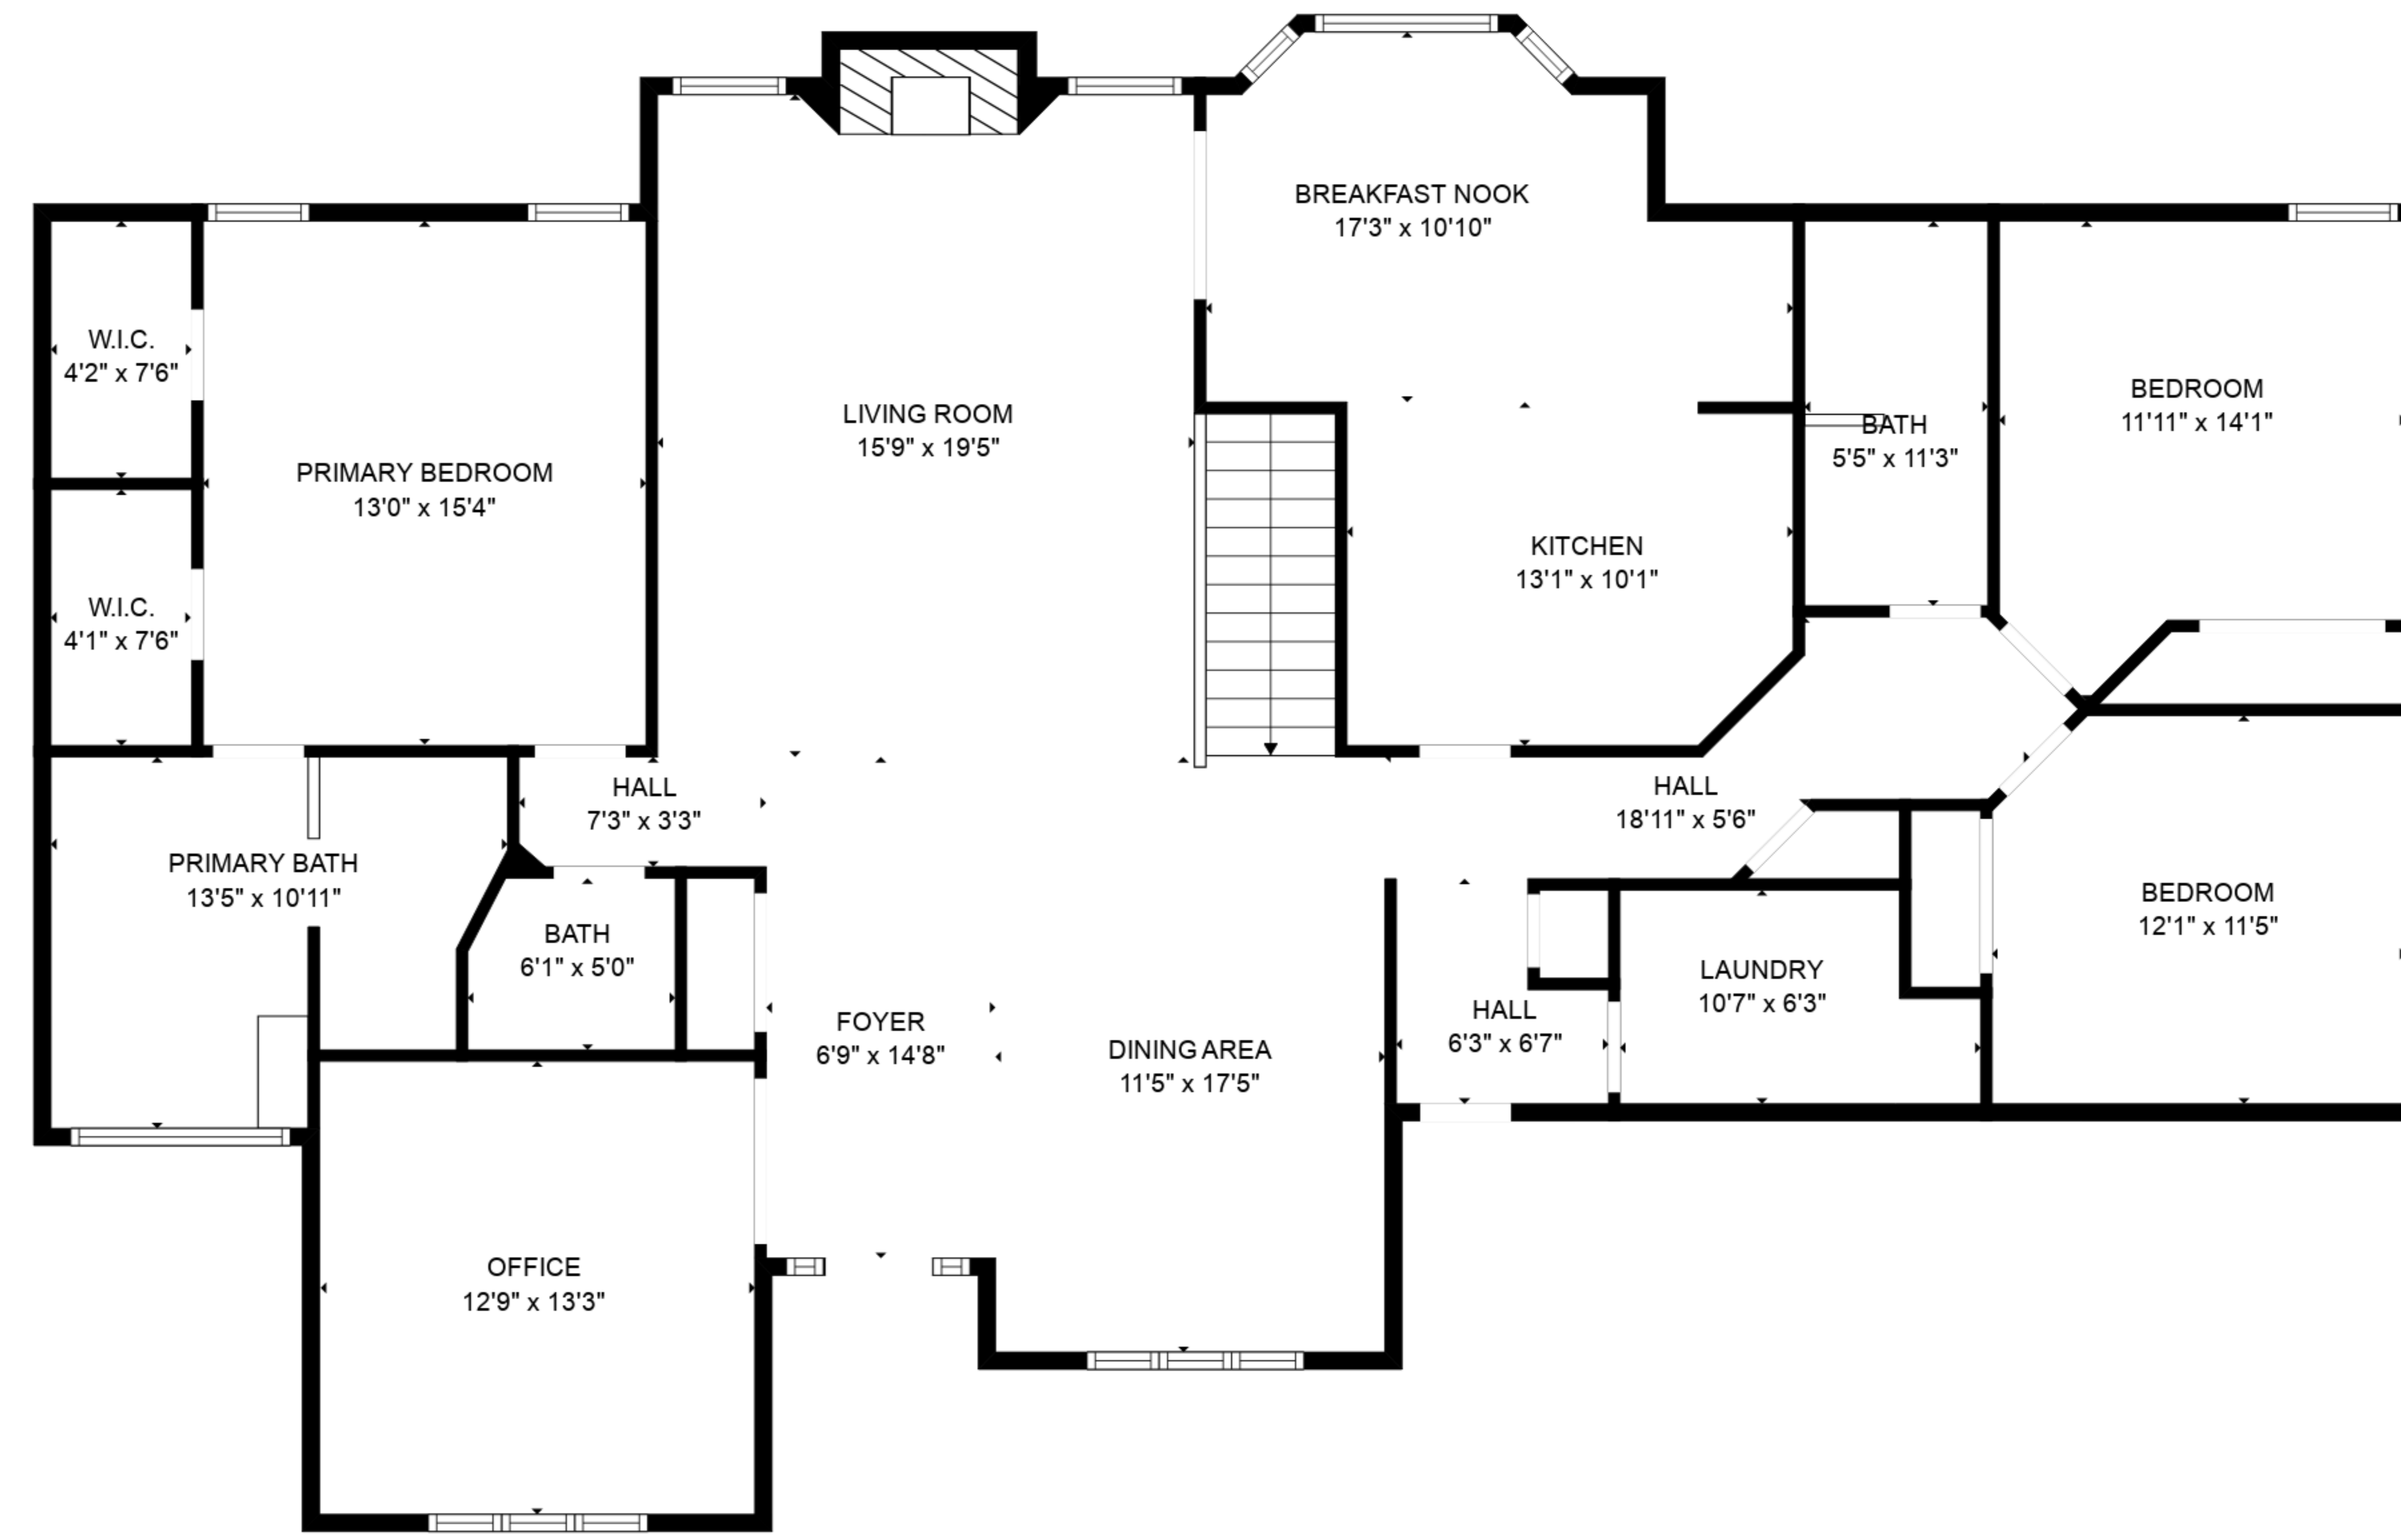 BREAKFAST NOOK
17'3" x 10'10"
W.I.C.
4'2" x 7'6"
PRIMARY BEDROOM
13'0" x 15'4"
LIVING ROOM
15'9" x 19'5"
BATH
5'5" x 11'3"
BEDROOM
11'11" x 14'1"
W.I.C.
4'1" x 7'6"
KITCHEN
13'1" x 10'1"
HALL
7'3" x 3'3"
HALL
18'11" x 5'6"
PRIMARY BATH
13'5" x 10'11"
BATH
6'1" x 5'0"
FOYER
6'9" x 14'8"
DINING AREA
11'5" x 17'5"
HALL
6'3" x 6'7"
LAUNDRY
10'7" x 6'3"
BEDROOM
12'1" x 11'5"
OFFICE
12'9" x 13'3"